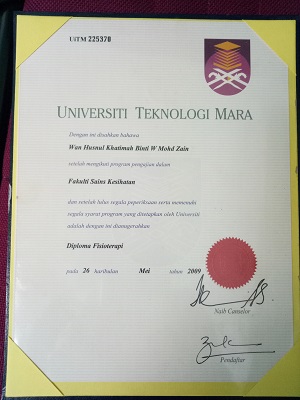 UiTM 225370
UNIVERSITI TEKNOLOGI MARA
Dengan ini disahkan bahawa
Wan Husnul Khatimah Binti W Mohd Zain
setelah mengikuti program pengajian dalam
Fakulti Sains Kesihatan
dan setelah lulus segala peperiksaan serta memenuhi
segala syarat program yang ditetapkan oleh Universiti
adalah dengan ini dianugerahkan
Diploma Fisioterapi
pada 26 haribulan Mei tahun 2009
Naib Canselor
Pendaftar